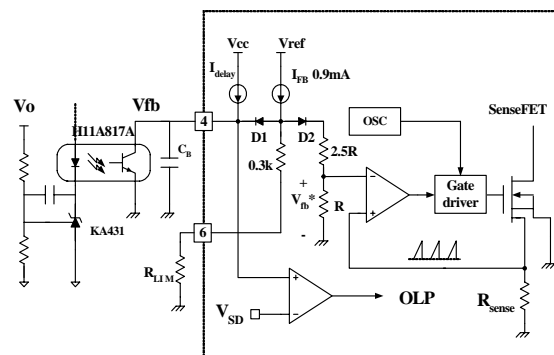 Vcc Vref
I_delay I_FB 0.9mA
Vo Vfb SenseFET
H11A817A 4 D1 D2 OSC
C_B 0.3k 2.5R
+ − Gate driver
V_fb* R +
KA431 -
6
R_LIM
+ OLP R_sense
V_SD −